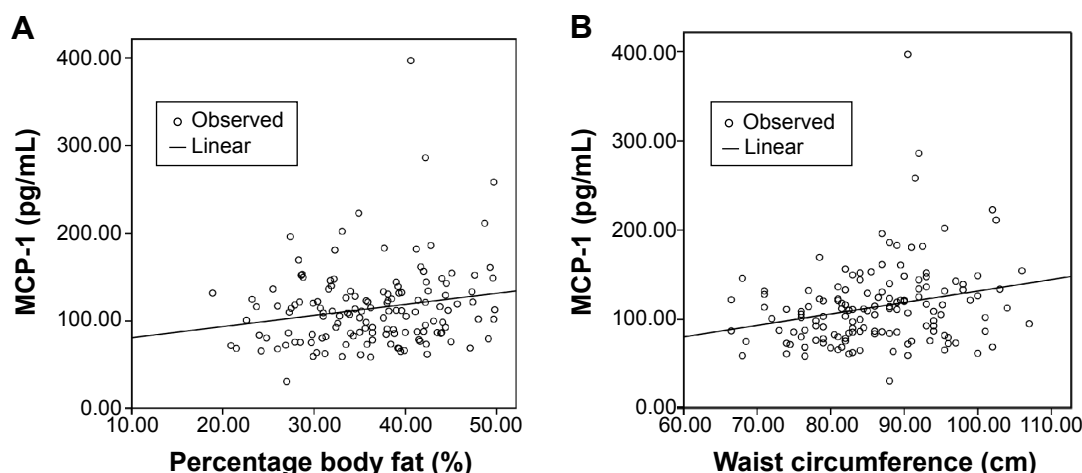 A
MCP-1 (pg/mL)
400.00
300.00
200.00
100.00
0.00
Observed
Linear
10.00 20.00 30.00 40.00 50.00
Percentage body fat (%)
B
MCP-1 (pg/mL)
400.00
300.00
200.00
100.00
0.00
Observed
Linear
60.00 70.00 80.00 90.00 100.00 110.00
Waist circumference (cm)